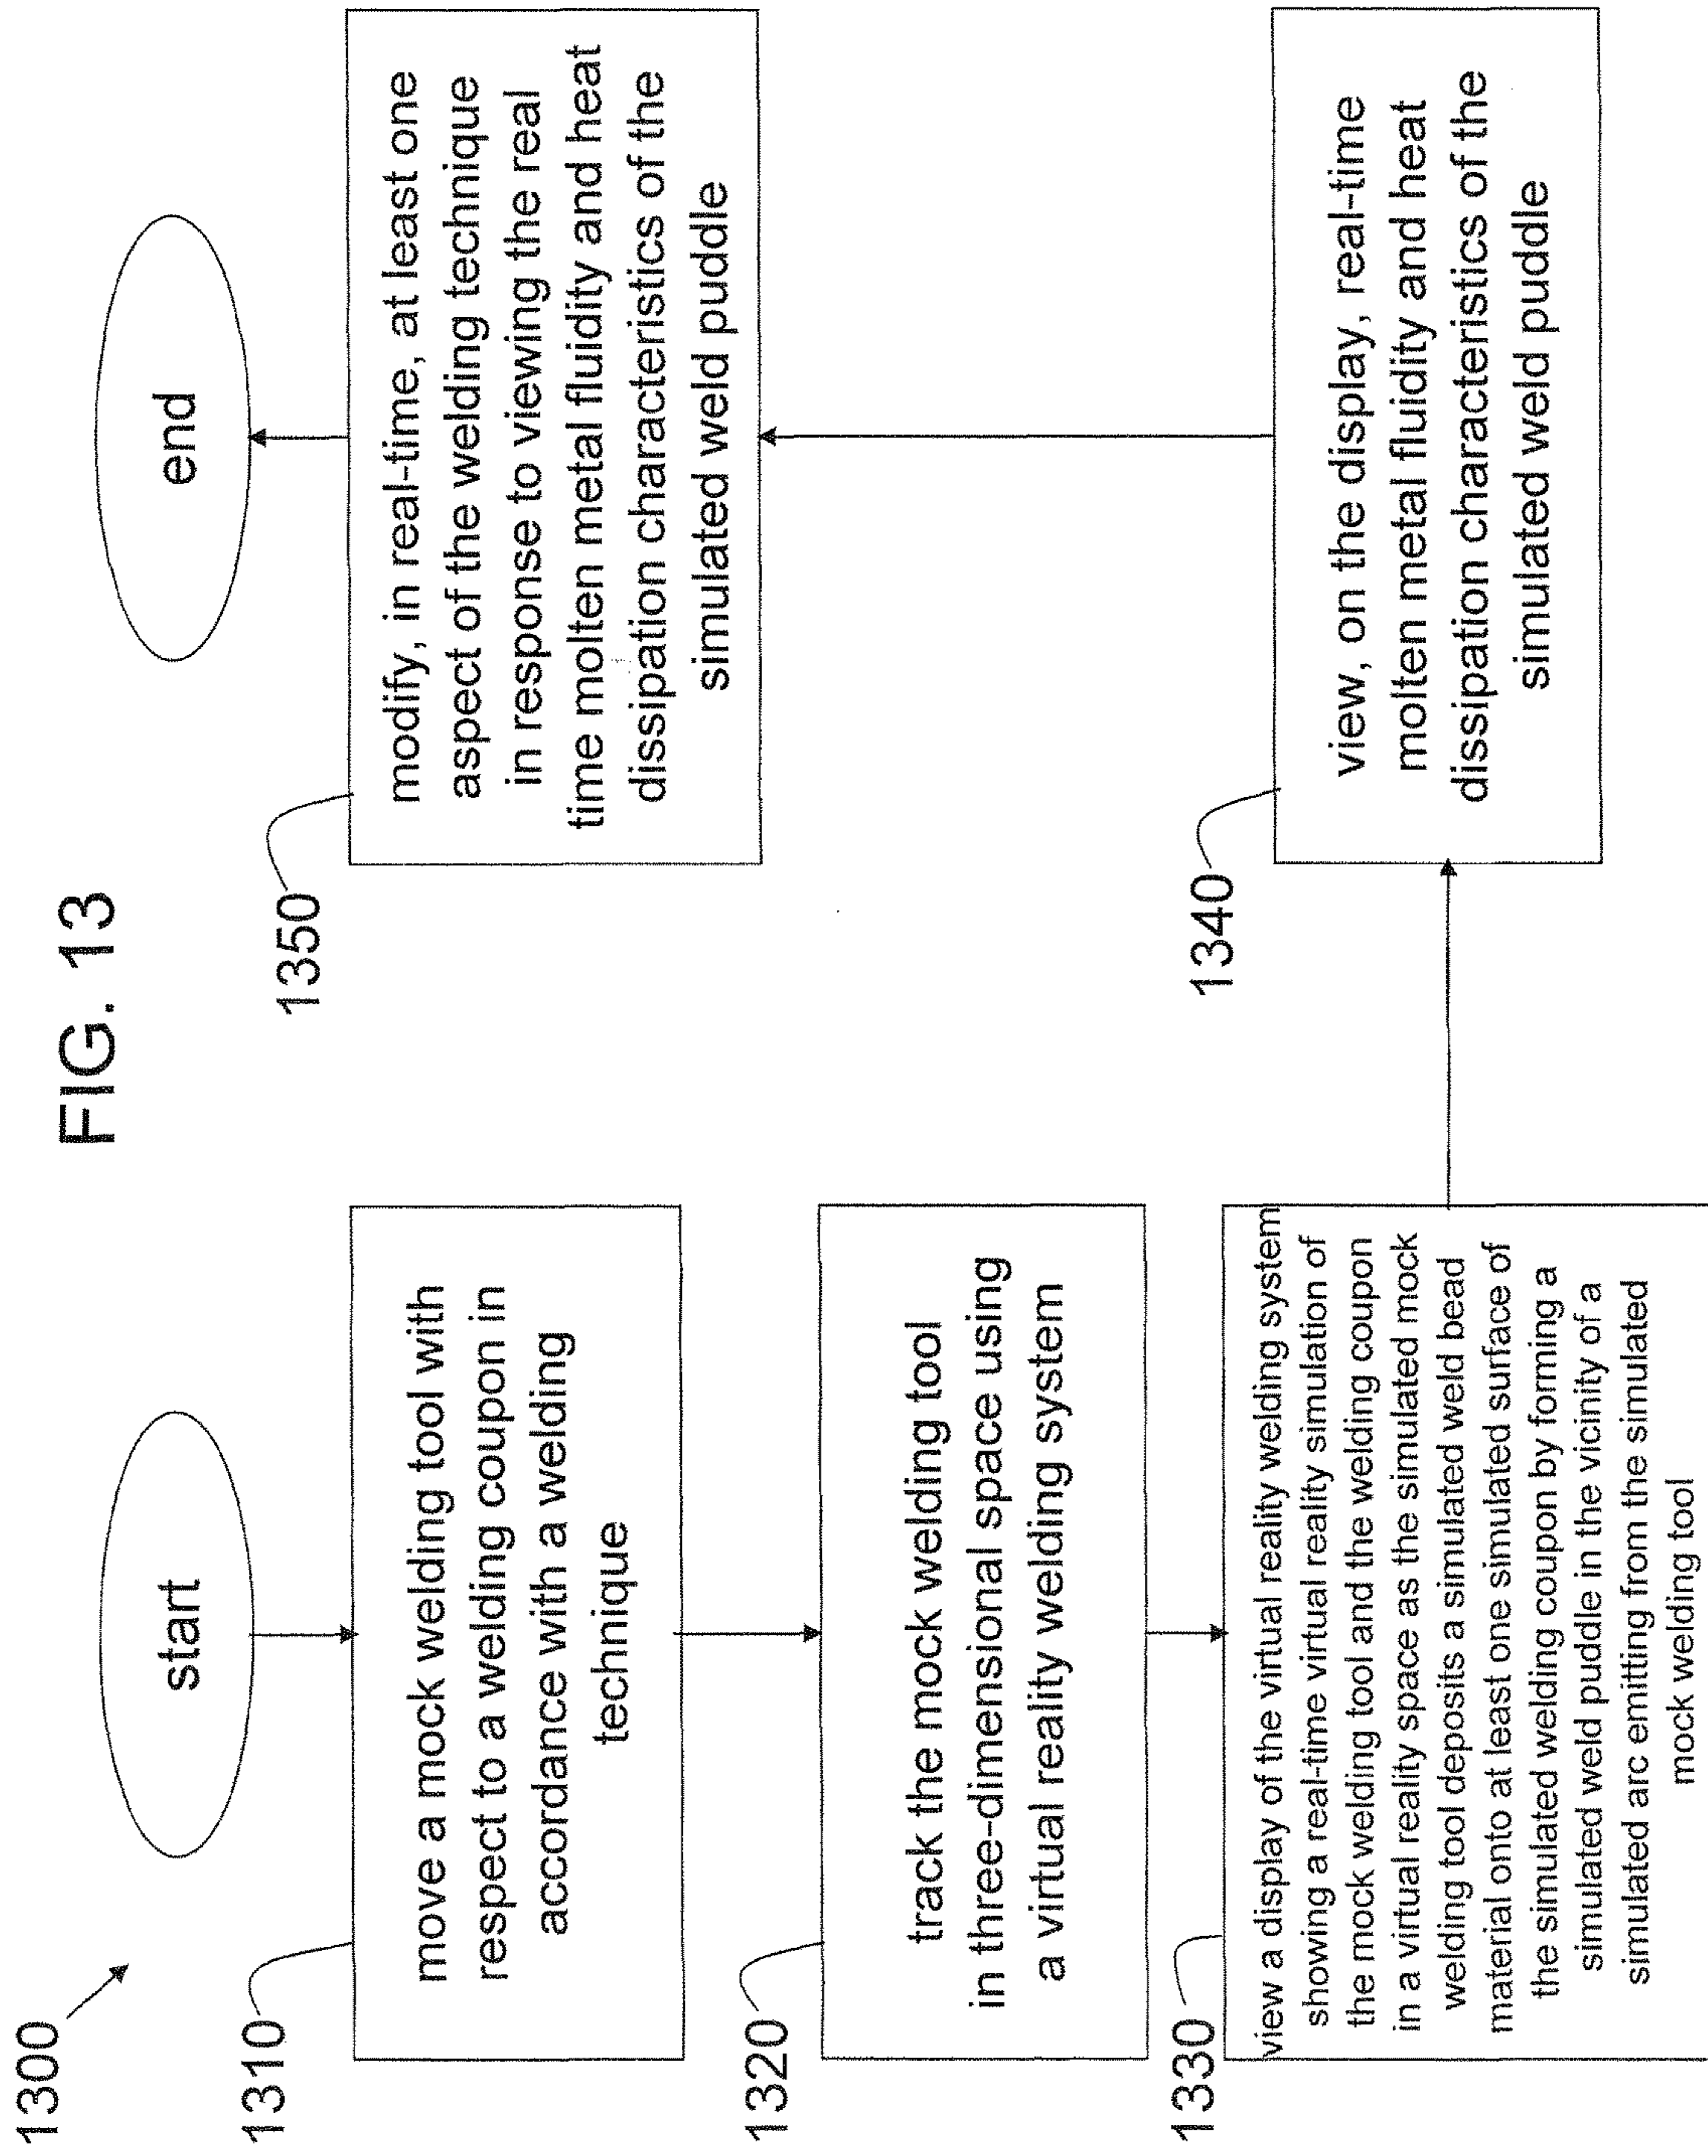 FIG. 13
1300
start
1310
move a mock welding tool with
respect to a welding coupon in
accordance with a welding
technique
1320
track the mock welding tool
in three-dimensional space using
a virtual reality welding system
1330
view a display of the virtual reality welding system
showing a real-time virtual reality simulation of
the mock welding tool and the welding coupon
in a virtual reality space as the simulated mock
welding tool deposits a simulated weld bead
material onto at least one simulated surface of
the simulated welding coupon by forming a
simulated weld puddle in the vicinity of a
simulated arc emitting from the simulated
mock welding tool
1340
view, on the display, real-time
molten metal fluidity and heat
dissipation characteristics of the
simulated weld puddle
1350
modify, in real-time, at least one
aspect of the welding technique
in response to viewing the real
time molten metal fluidity and heat
dissipation characteristics of the
simulated weld puddle
end